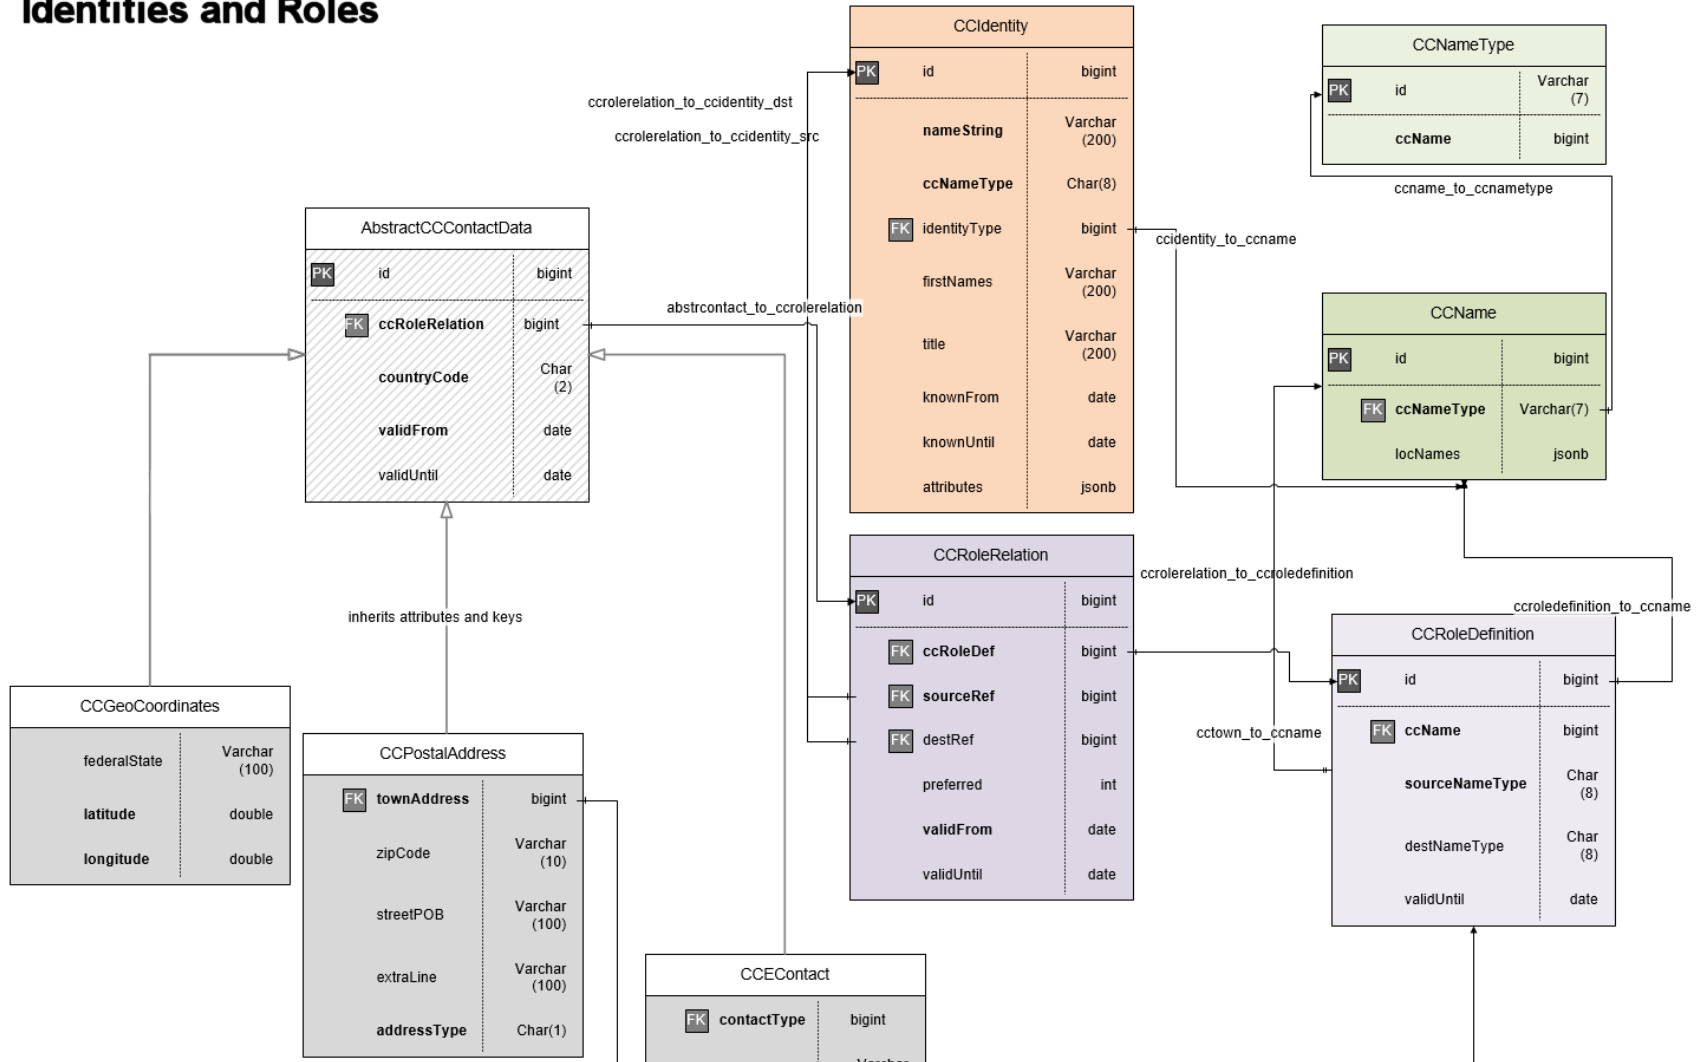 Identities and Roles
CCIdentity
PK id bigint
nameString Varchar
(200)
ccNameType Char(8)
FK identityType bigint
firstNames Varchar
(200)
title Varchar
(200)
knownFrom date
knownUntil date
attributes jsonb
CCNameType
PK id Varchar
(7)
ccName bigint
ccname_to_ccnametype
ccrolerelation_to_ccidentity_dst
ccrolerelation_to_ccidentity_src
ccidentity_to_ccname
AbstractCCContactData
PK id bigint
FK ccRoleRelation bigint
countryCode Char
(2)
validFrom date
validUntil date
abstrcontact_to_ccrolerelation
CCName
PK id bigint
FK ccNameType Varchar(7)
locNames jsonb
CCRoleRelation
PK id bigint
FK ccRoleDef bigint
FK sourceRef bigint
FK destRef bigint
preferred int
validFrom date
validUntil date
ccrolerelation_to_ccroledefinition
ccroledefinition_to_ccname
inherits attributes and keys
CCRoleDefinition
PK id bigint
FK ccName bigint
sourceNameType Char
(8)
destNameType Char
(8)
validUntil date
cctown_to_ccname
CCGeoCoordinates
federalState Varchar
(100)
latitude double
longitude double
CCPostalAddress
FK townAddress bigint
zipCode Varchar
(10)
streetPOB Varchar
(100)
extraLine Varchar
(100)
addressType Char(1)
CCEContact
FK contactType bigint
Varchar